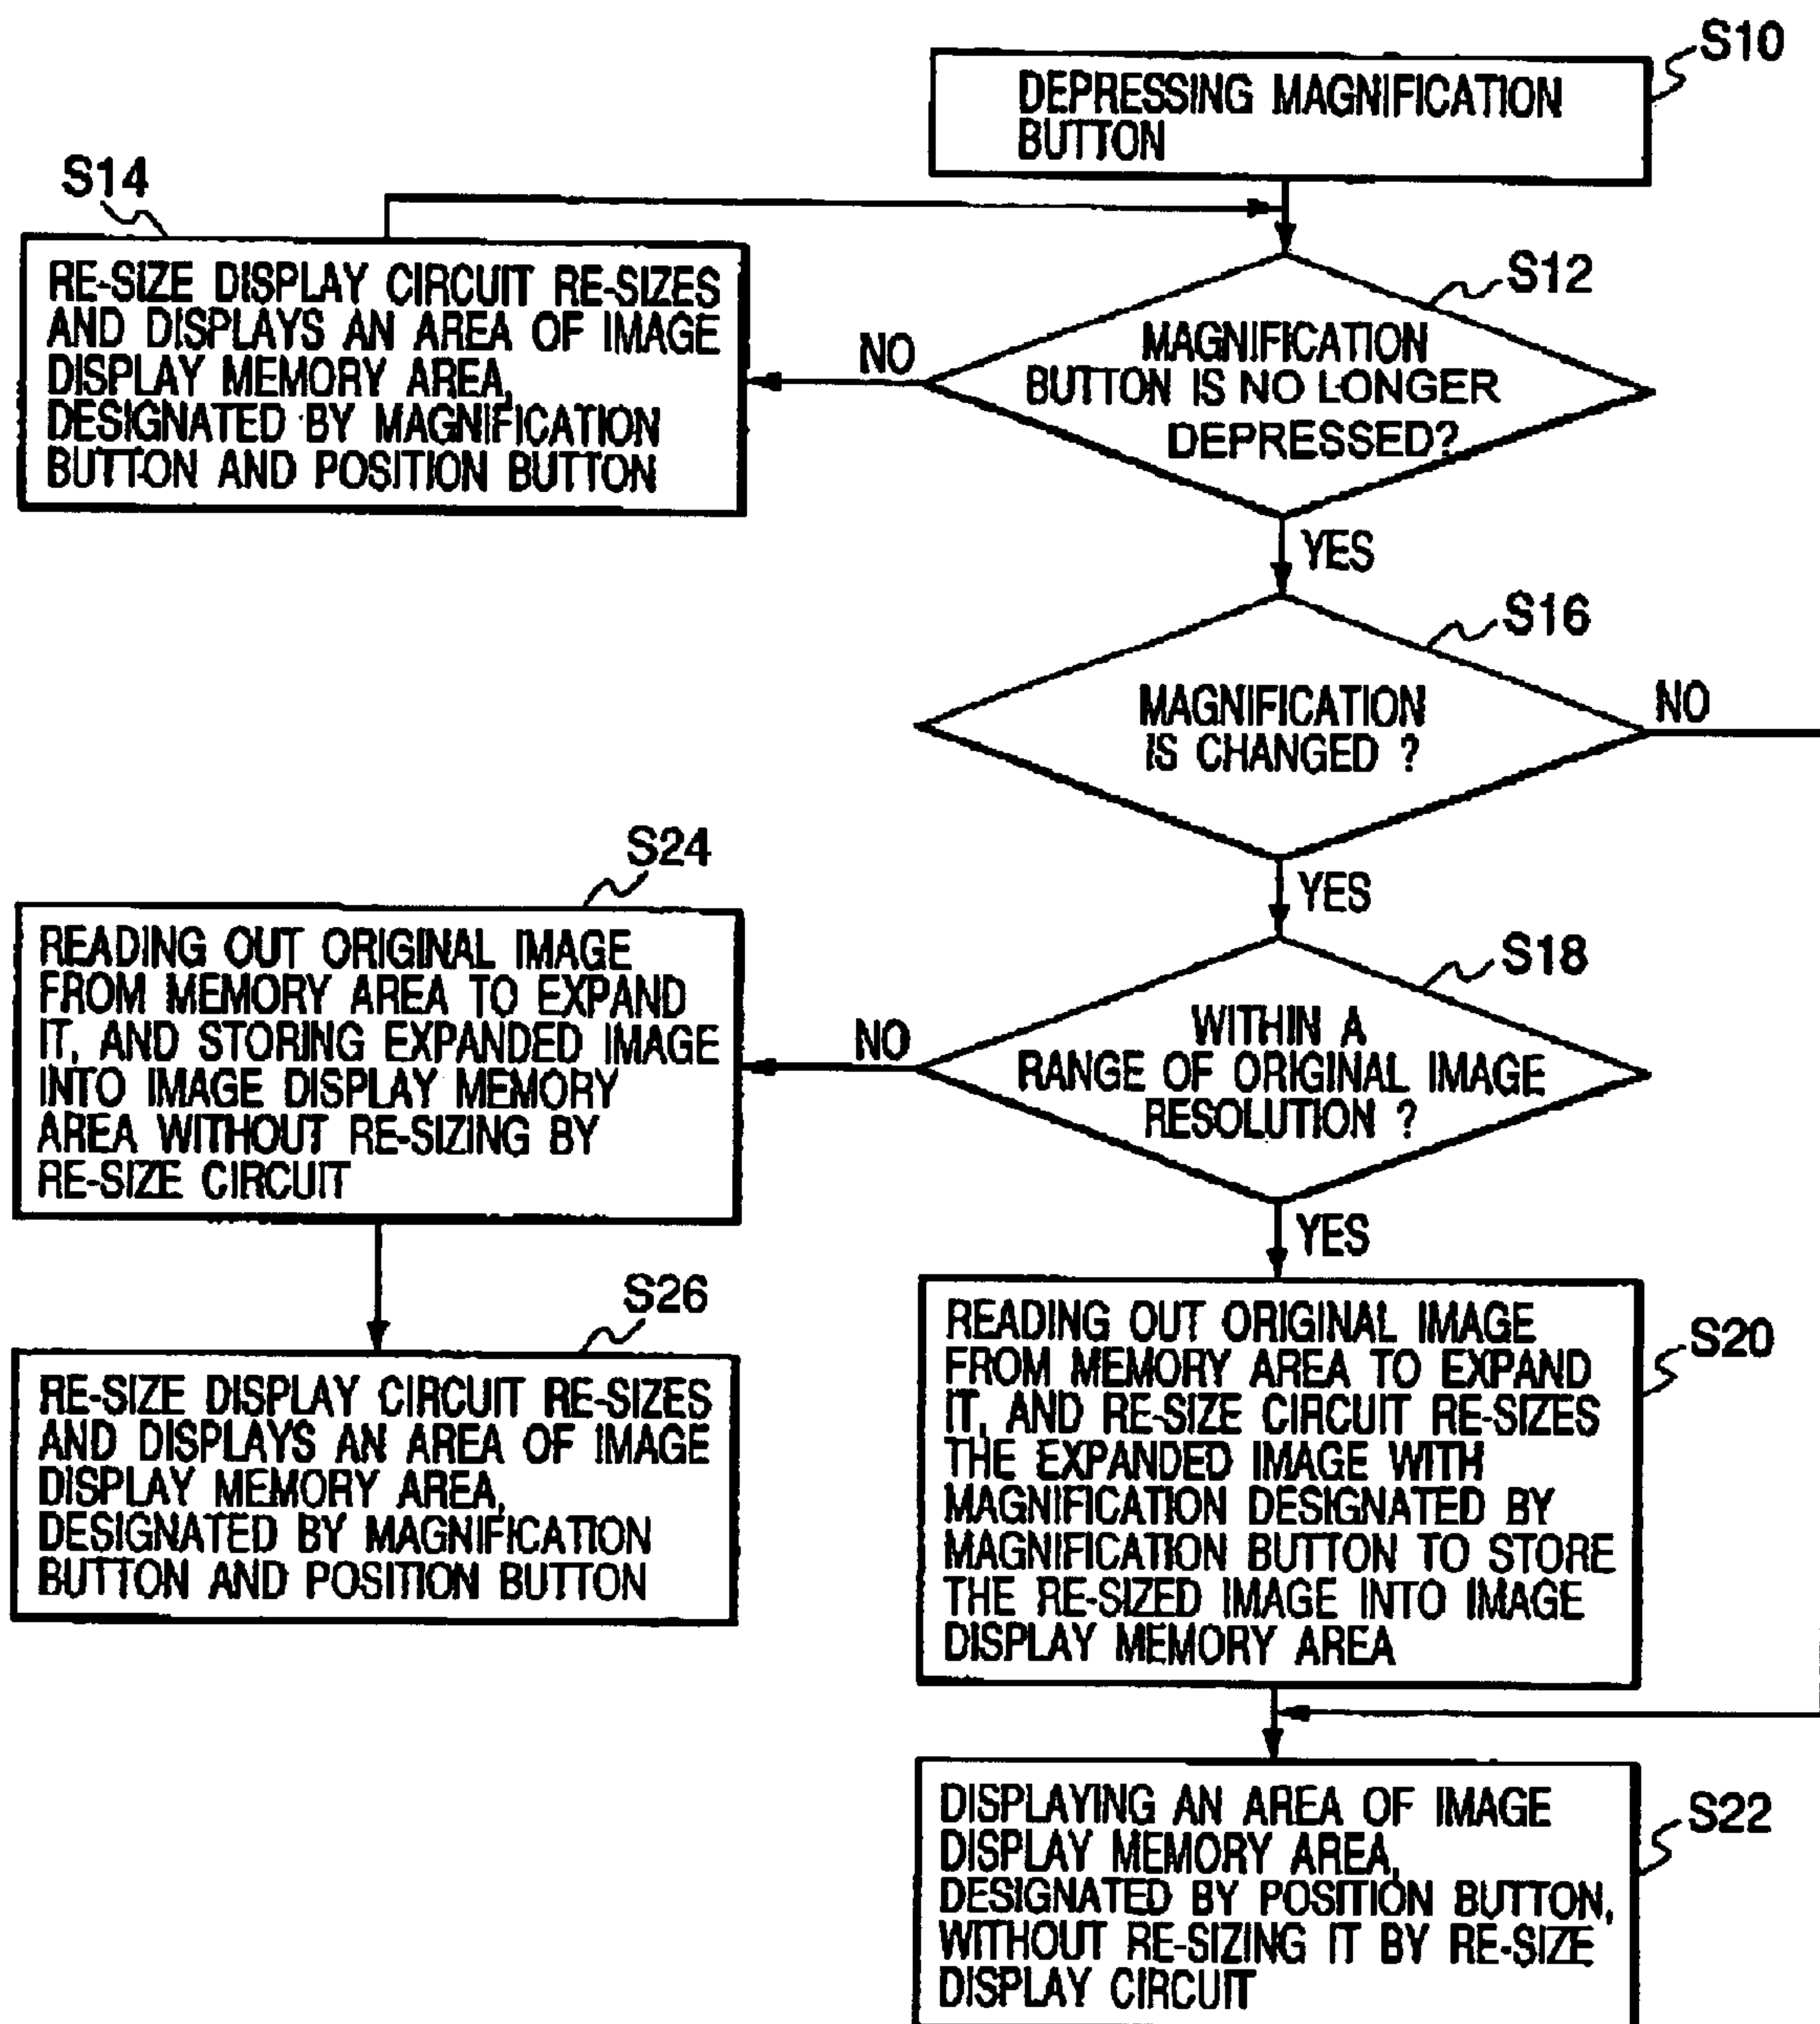 S10
DEPRESSING MAGNIFICATION
BUTTON
S14
RE-SIZE DISPLAY CIRCUIT RE-SIZES
AND DISPLAYS AN AREA OF IMAGE
DISPLAY MEMORY AREA,
DESIGNATED BY MAGNIFICATION
BUTTON AND POSITION BUTTON
S12
MAGNIFICATION
BUTTON IS NO LONGER
DEPRESSED?
NO
YES
S16
MAGNIFICATION
IS CHANGED ?
NO
YES
S18
WITHIN A
RANGE OF ORIGINAL IMAGE
RESOLUTION ?
NO
YES
S24
READING OUT ORIGINAL IMAGE
FROM MEMORY AREA TO EXPAND
IT, AND STORING EXPANDED IMAGE
INTO IMAGE DISPLAY MEMORY
AREA WITHOUT RE-SIZING BY
RE-SIZE CIRCUIT
S26
RE-SIZE DISPLAY CIRCUIT RE-SIZES
AND DISPLAYS AN AREA OF IMAGE
DISPLAY MEMORY AREA,
DESIGNATED BY MAGNIFICATION
BUTTON AND POSITION BUTTON
S20
READING OUT ORIGINAL IMAGE
FROM MEMORY AREA TO EXPAND
IT, AND RE-SIZE CIRCUIT RE-SIZES
THE EXPANDED IMAGE WITH
MAGNIFICATION DESIGNATED BY
MAGNIFICATION BUTTON TO STORE
THE RE-SIZED IMAGE INTO IMAGE
DISPLAY MEMORY AREA
S22
DISPLAYING AN AREA OF IMAGE
DISPLAY MEMORY AREA,
DESIGNATED BY POSITION BUTTON,
WITHOUT RE-SIZING IT BY RE-SIZE
DISPLAY CIRCUIT